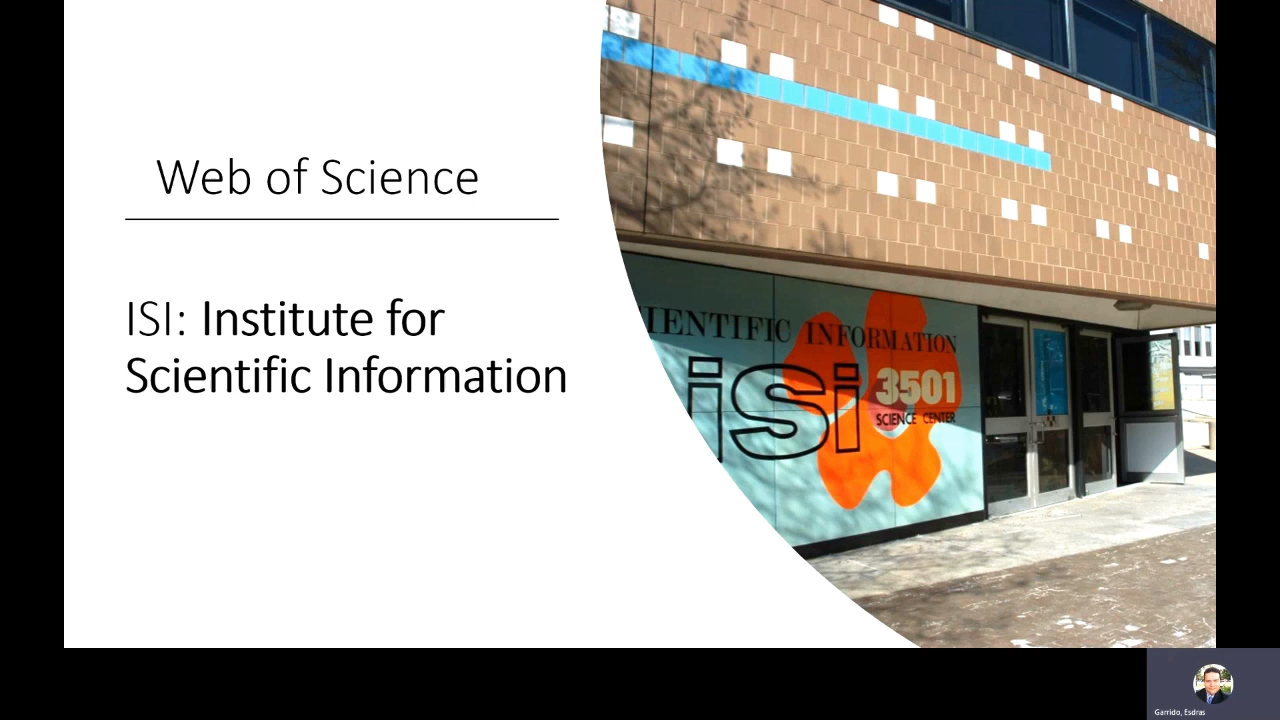 Web of Science
ISI: Institute for
Scientific Information
IENTIFIC INFORMATION
isi
3501
SCIENCE CENTER
Garrido, Esdras